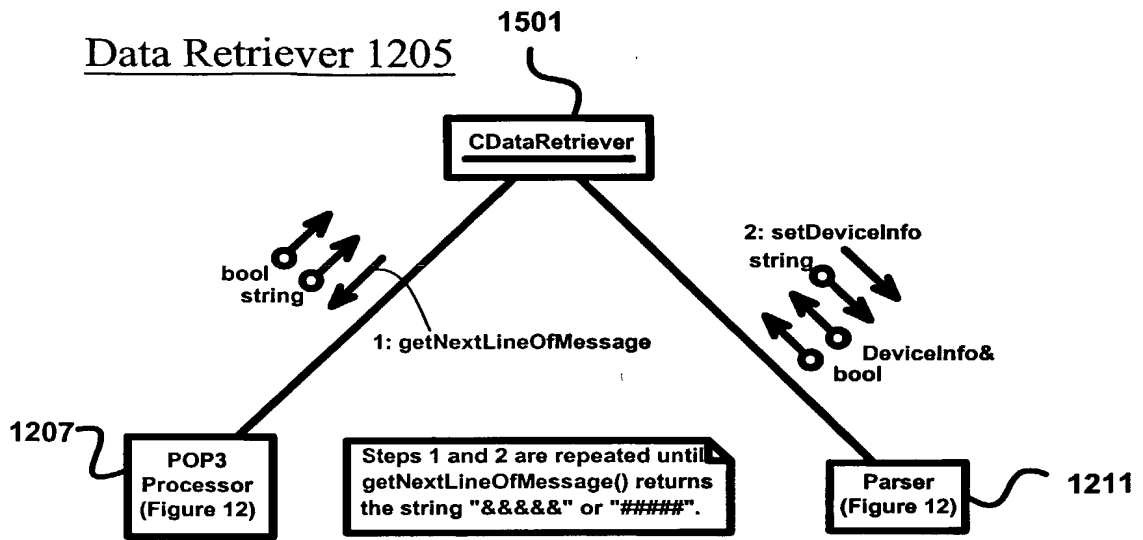 1501
Data Retriever 1205
CDataRetriever
2: setDeviceInfo
string
bool
string
1: getNextLineOfMessage
DeviceInfo&
bool
1207
POP3
Processor
(Figure 12)
Steps 1 and 2 are repeated until
getNextLineOfMessage() returns
the string "&&&&&" or "#####".
Parser
(Figure 12)
1211